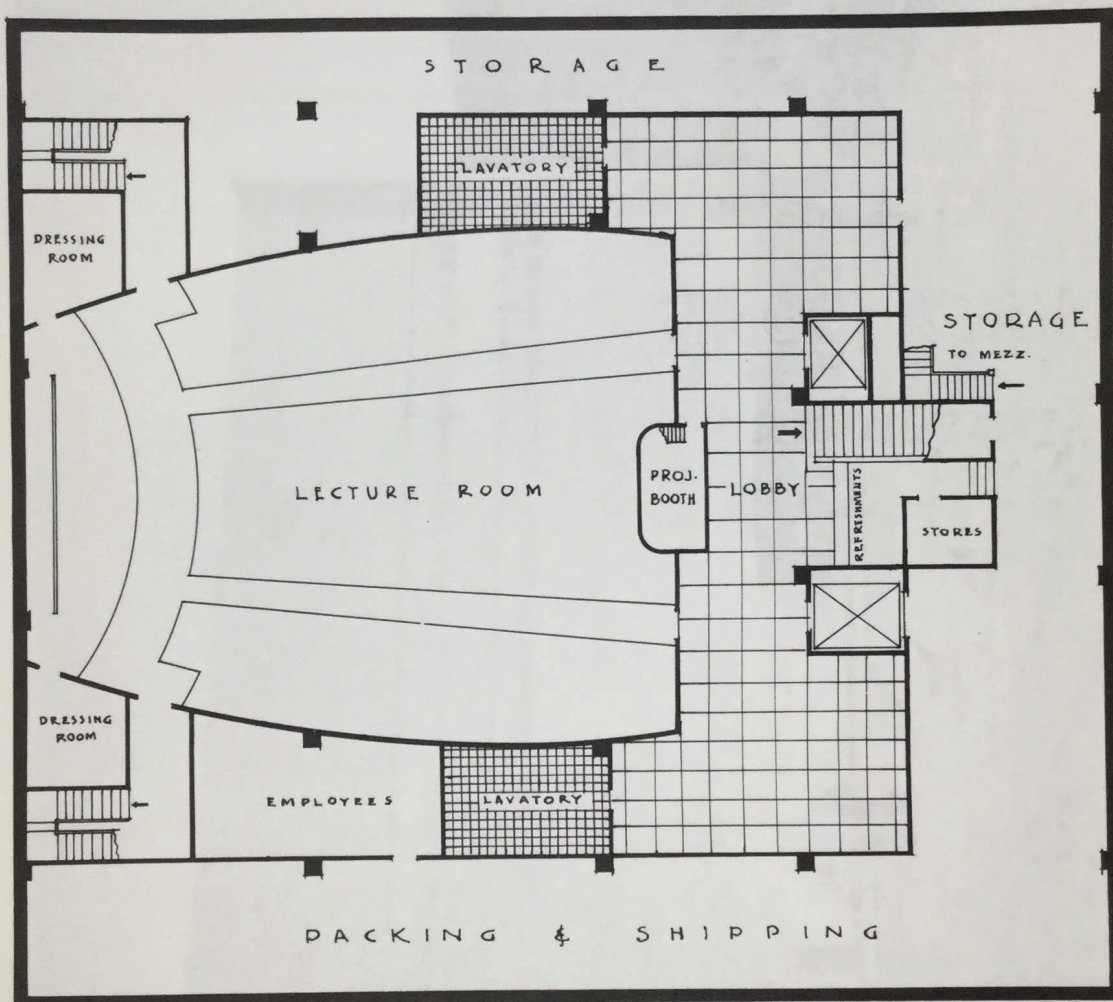 STORAGE
LAVATORY
DRESSING
ROOM
STORAGE
TO MEZZ.
LECTURE ROOM
PROJ.
BOOTH
LOBBY
REFRESHMENTS
STORES
DRESSING
ROOM
EMPLOYEES
LAVATORY
PACKING & SHIPPING